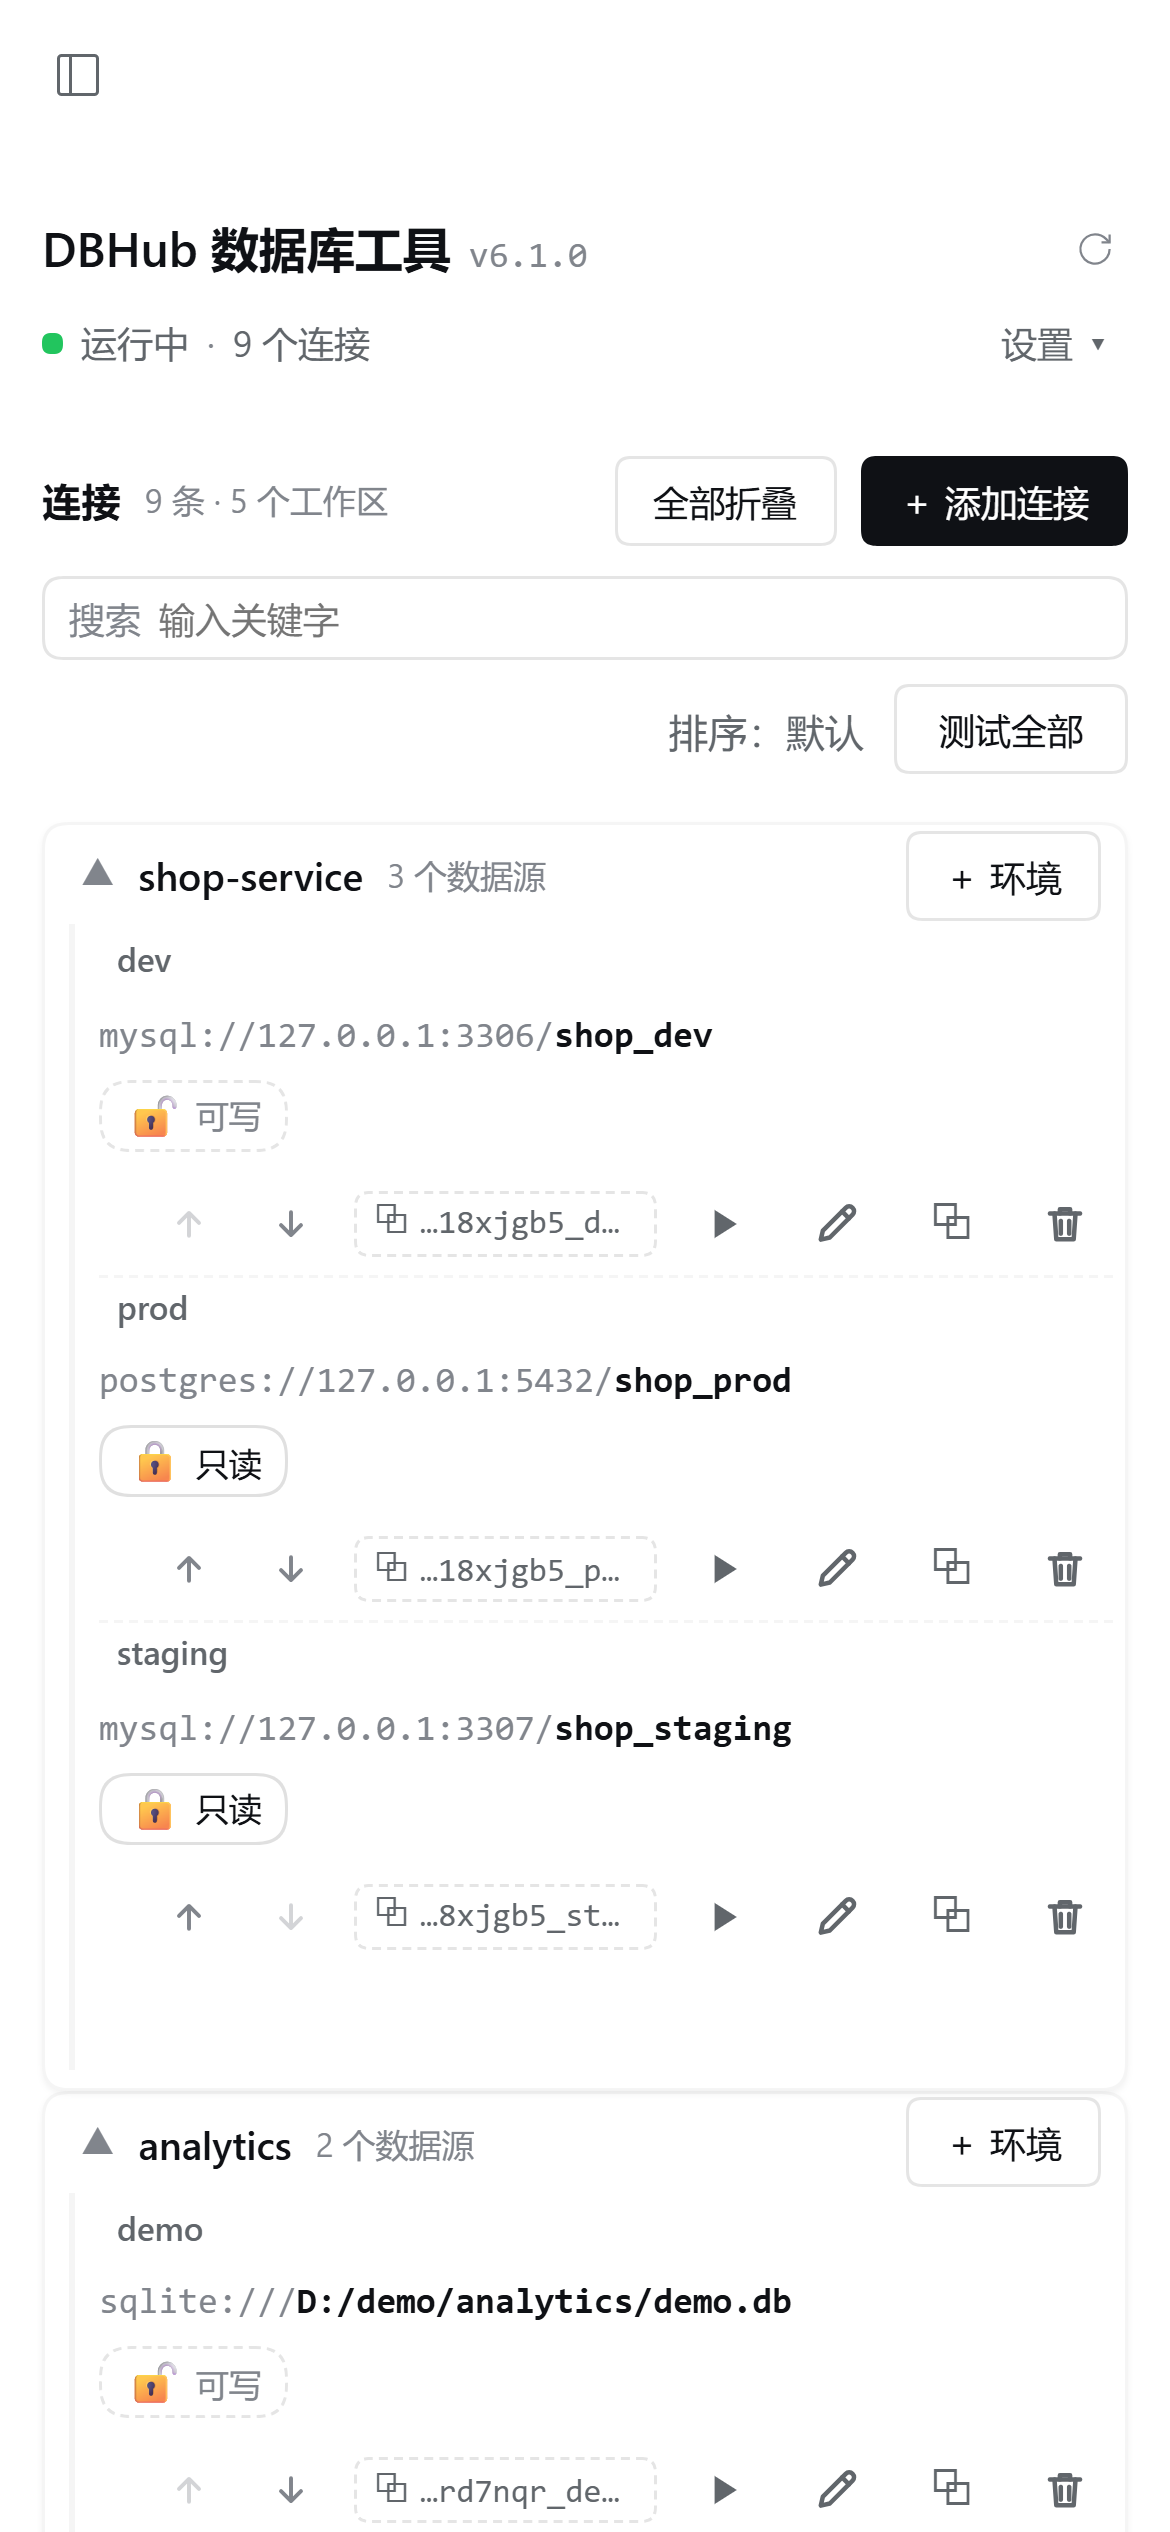 DBHub 数据库工具 v6.1.0
运行中 · 9 个连接
设置 ▼
连接 9 条 · 5 个工作区
全部折叠
+ 添加连接
搜索 输入关键字
排序：默认
测试全部
shop-service 3 个数据源
+ 环境
dev
mysql://127.0.0.1:3306/shop_dev
可写
…18xjgb5_d…
prod
postgres://127.0.0.1:5432/shop_prod
只读
…18xjgb5_p…
staging
mysql://127.0.0.1:3307/shop_staging
只读
…8xjgb5_st…
analytics 2 个数据源
+ 环境
demo
sqlite:///D:/demo/analytics/demo.db
可写
…rd7nqr_de…